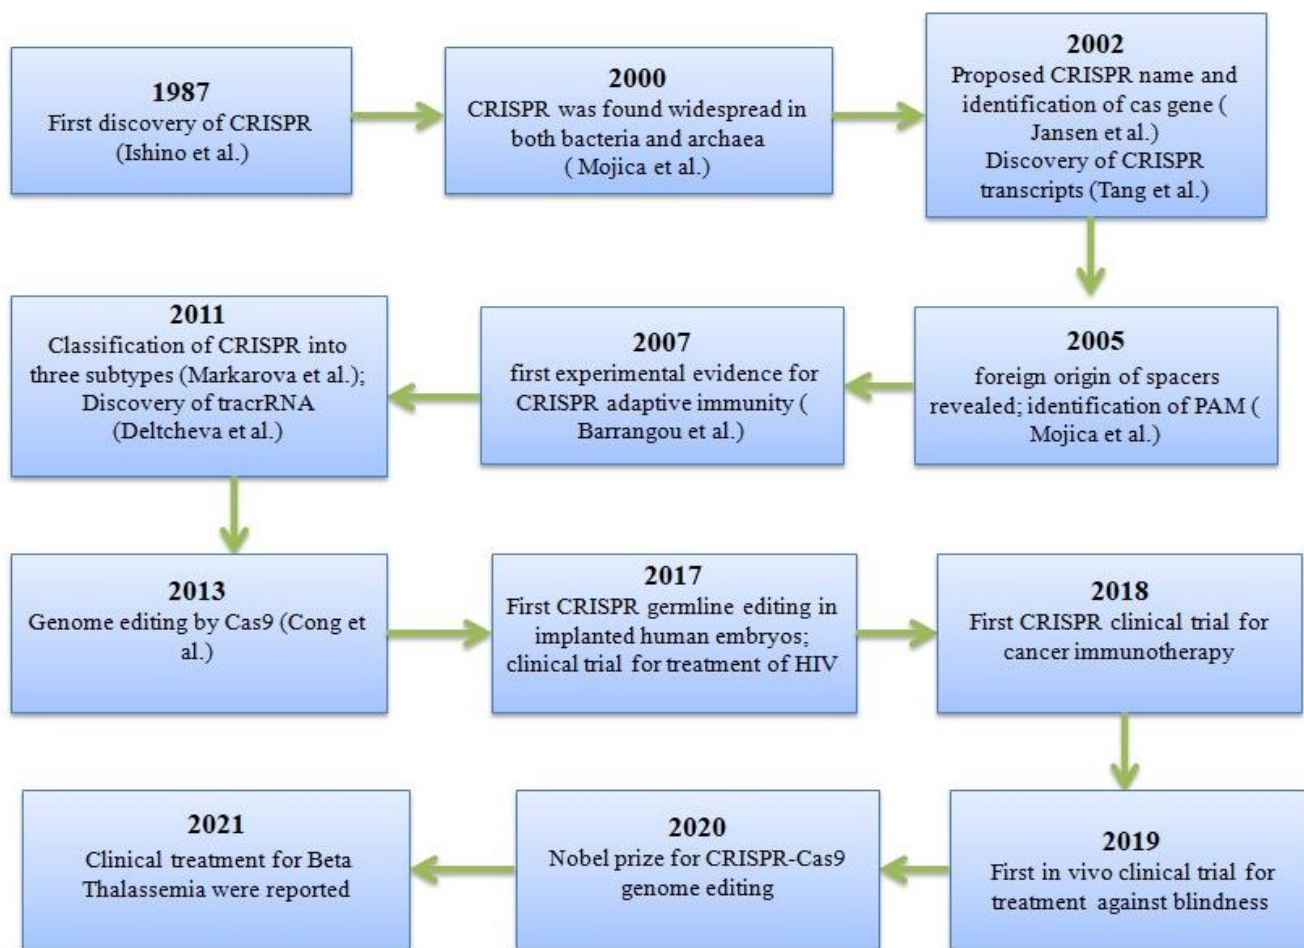 1987
First discovery of CRISPR
(Ishino et al.)
2000
CRISPR was found widespread in
both bacteria and archaea
( Mojica et al.)
2002
Proposed CRISPR name and
identification of cas gene (
Jansen et al.)
Discovery of CRISPR
transcripts (Tang et al.)
2005
foreign origin of spacers
revealed; identification of PAM (
Mojica et al.)
2007
first experimental evidence for
CRISPR adaptive immunity (
Barrangou et al.)
2011
Classification of CRISPR into
three subtypes (Markarova et al.);
Discovery of tracrRNA
(Deltcheva et al.)
2013
Genome editing by Cas9 (Cong et
al.)
2017
First CRISPR germline editing in
implanted human embryos;
clinical trial for treatment of HIV
2018
First CRISPR clinical trial for
cancer immunotherapy
2019
First in vivo clinical trial for
treatment against blindness
2020
Nobel prize for CRISPR-Cas9
genome editing
2021
Clinical treatment for Beta
Thalassemia were reported